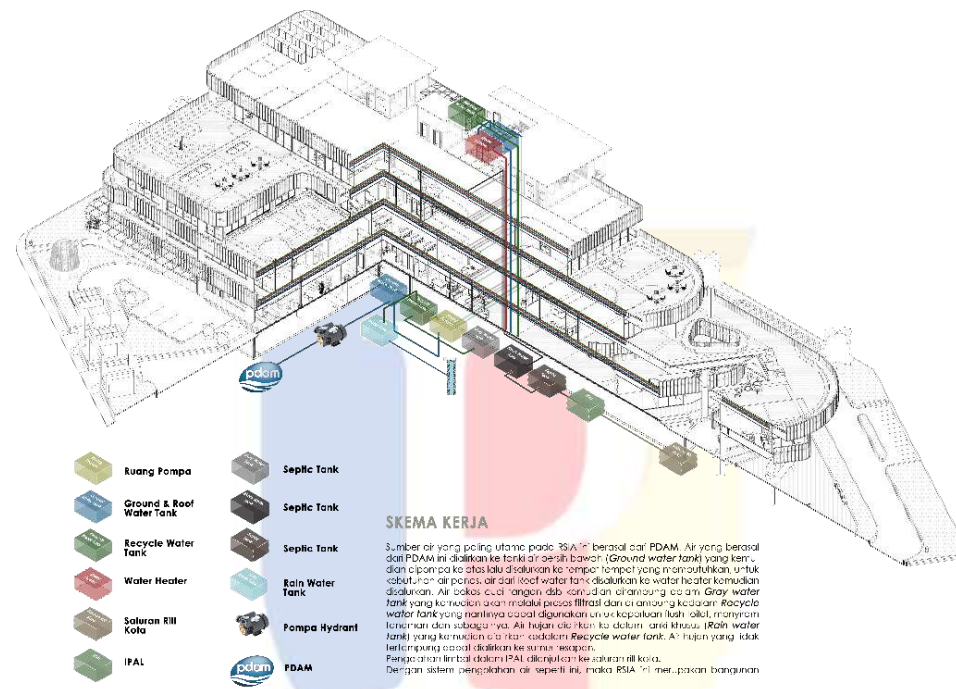 pdam
Ruang Pompa
Ground & Roof
Water Tank
Recycle Water
Tank
Water Heater
Saluran Rill
Kota
IPAL
Septic Tank
Septic Tank
Septic Tank
Rain Water
Tank
Pompa Hydrant
pdam
PDAM
SKEMA KERJA
Sumber air yang paling utama pada RSIA ini berasal dari PDAM. Air yang berasal
dari PDAM ini dialirkan ke tanki air bersih bawah (Ground water tank) yang kemu
dian dipompa ke atas lalu disalurkan ke tempat tempat yang membutuhkan, untuk
kebutuhan air panas, air dari Roof water tank disalurkan ke water heater kemudian
disalurkan. Air bekas cuci tangan dsb kemudian ditampung dalam Gray water
tank yang kemudian akan melalui proses filtrasi dan di ampung kedalam Recycle
water tank yang nantinya dapat digunakan untuk keperluan flush toilet, menyiram
tanaman dan sebagainya. Air hujan dialirkan ke dalam tanki khusus (Rain water
tank) yang kemudian dialirkan kedalam Recycle water tank. Air hujan yang tidak
tertampung dapat dialirkan ke sumur resapan.
Pengolahan limbah dalam IPAL dilanjutkan ke saluran rill kota.
Dengan sistem pengolahan air seperti ini, maka RSIA ini merupakan bangunan